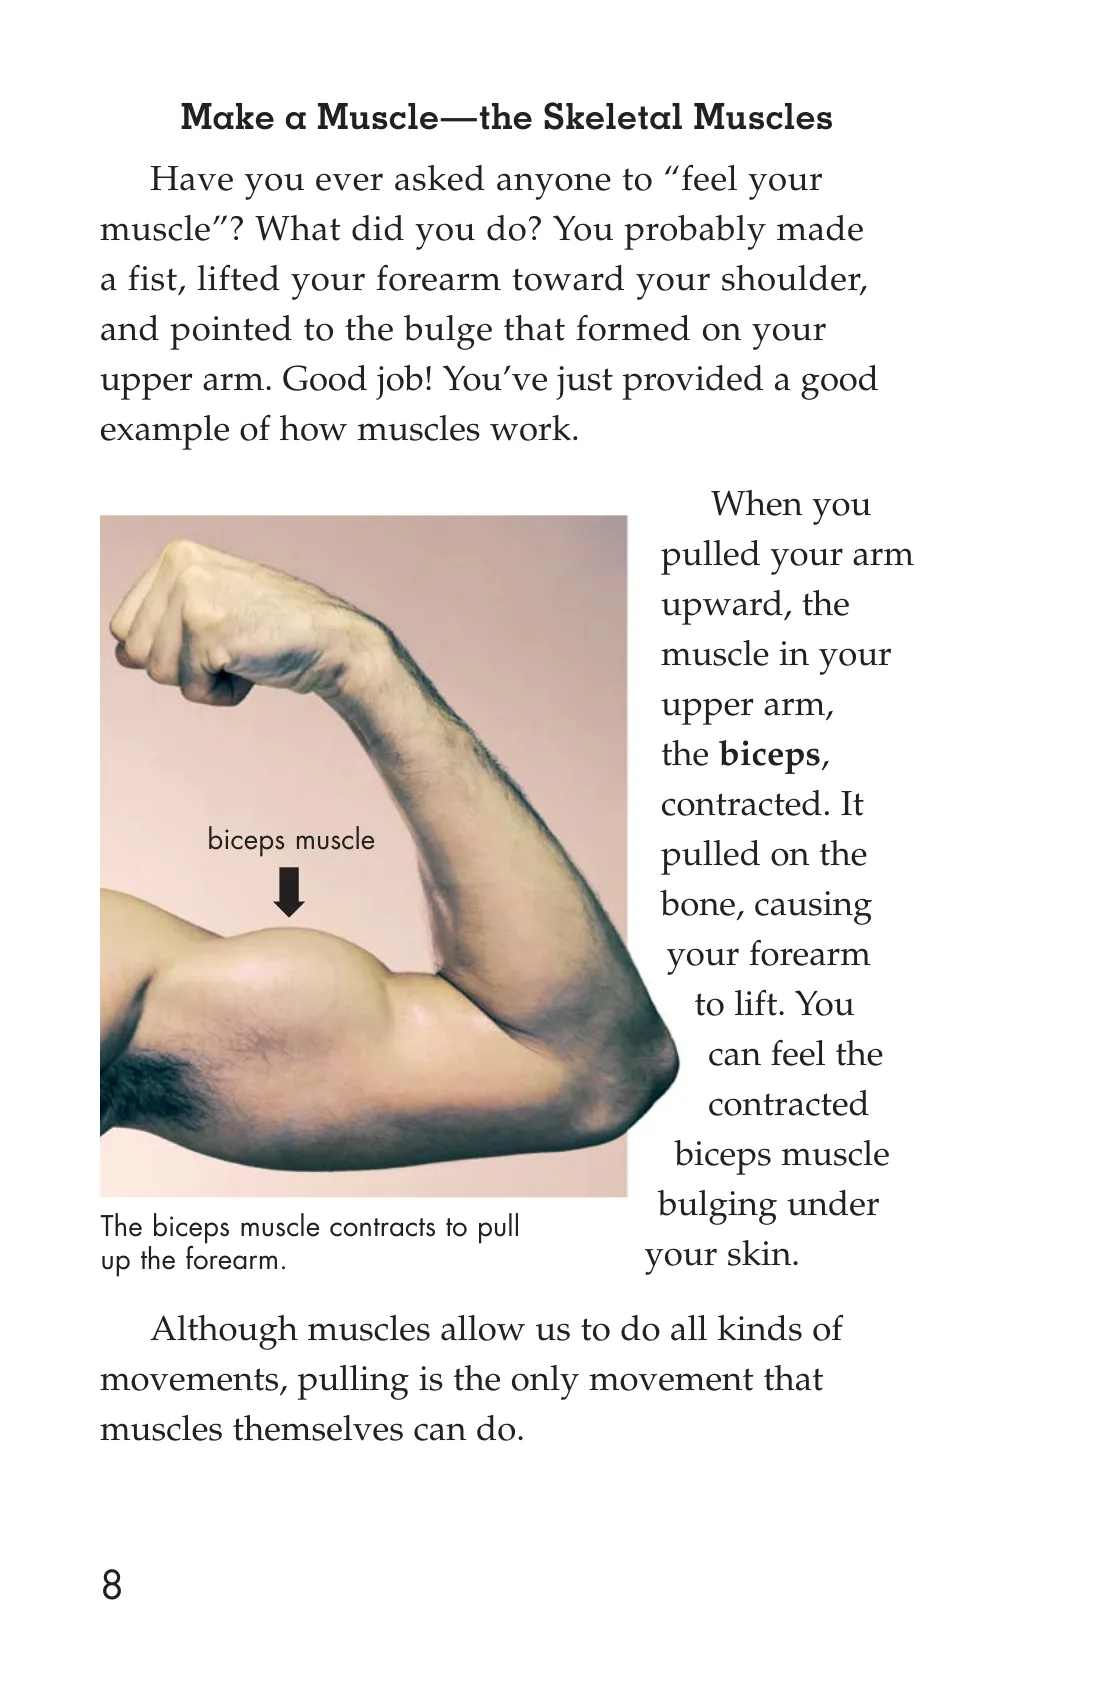 Make a Muscle—the Skeletal Muscles
Have you ever asked anyone to “feel your
muscle”? What did you do? You probably made
a fist, lifted your forearm toward your shoulder,
and pointed to the bulge that formed on your
upper arm. Good job! You’ve just provided a good
example of how muscles work.
When you
pulled your arm
upward, the
muscle in your
upper arm,
the biceps,
contracted. It
pulled on the
bone, causing
your forearm
to lift. You
can feel the
contracted
biceps muscle
bulging under
your skin.
biceps muscle
The biceps muscle contracts to pull
up the forearm.
Although muscles allow us to do all kinds of
movements, pulling is the only movement that
muscles themselves can do.
8